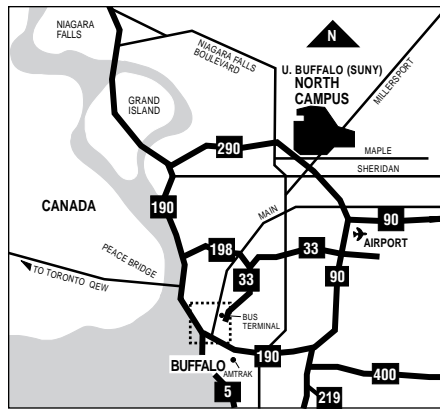 NIAGARA
FALLS
NIAGARA FALLS
BOULEVARD
N
U. BUFFALO (SUNY)
NORTH
CAMPUS
MILLERSPORT
GRAND
ISLAND
290
MAPLE
SHERIDAN
CANADA
190
MAIN
90
AIRPORT
198
33
PEACE BRIDGE
33
90
TO TORONTO QEW
BUS
TERMINAL
190
BUFFALO
AMTRAK
400
5
219